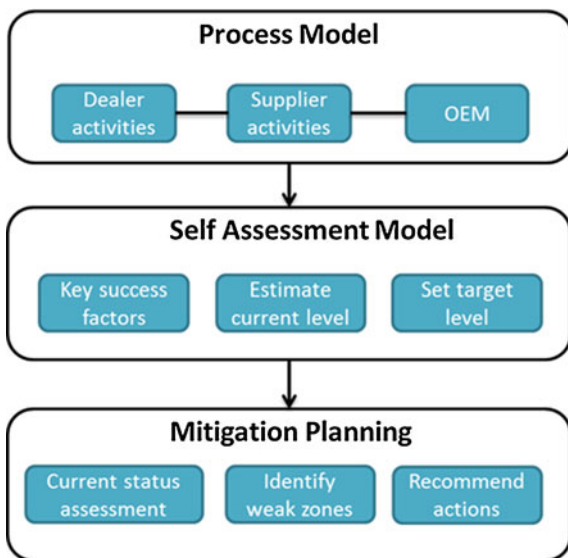 Process Model
Dealer
activities
Supplier
activities
OEM
Self Assessment Model
Key success
factors
Estimate
current level
Set target
level
Mitigation Planning
Current status
assessment
Identify
weak zones
Recommend
actions